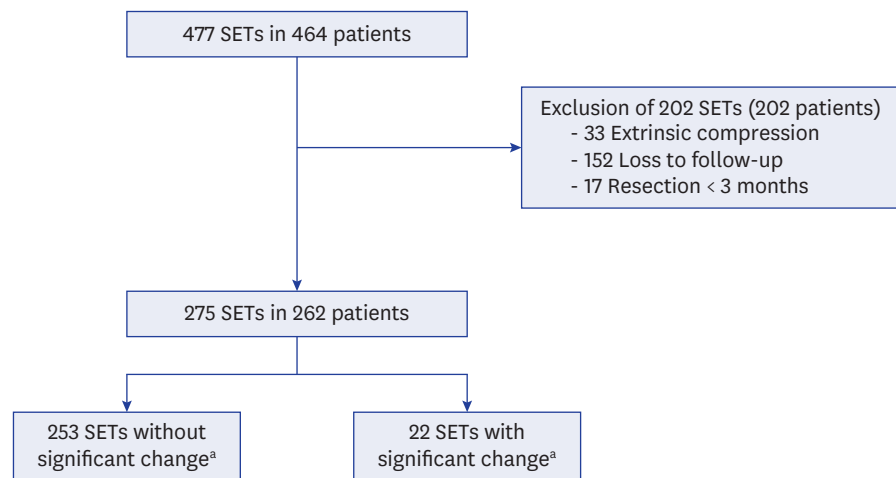 477 SETs in 464 patients
Exclusion of 202 SETs (202 patients)
- 33 Extrinsic compression
- 152 Loss to follow-up
- 17 Resection < 3 months
275 SETs in 262 patients
253 SETs without
significant changeᵃ
22 SETs with
significant changeᵃ